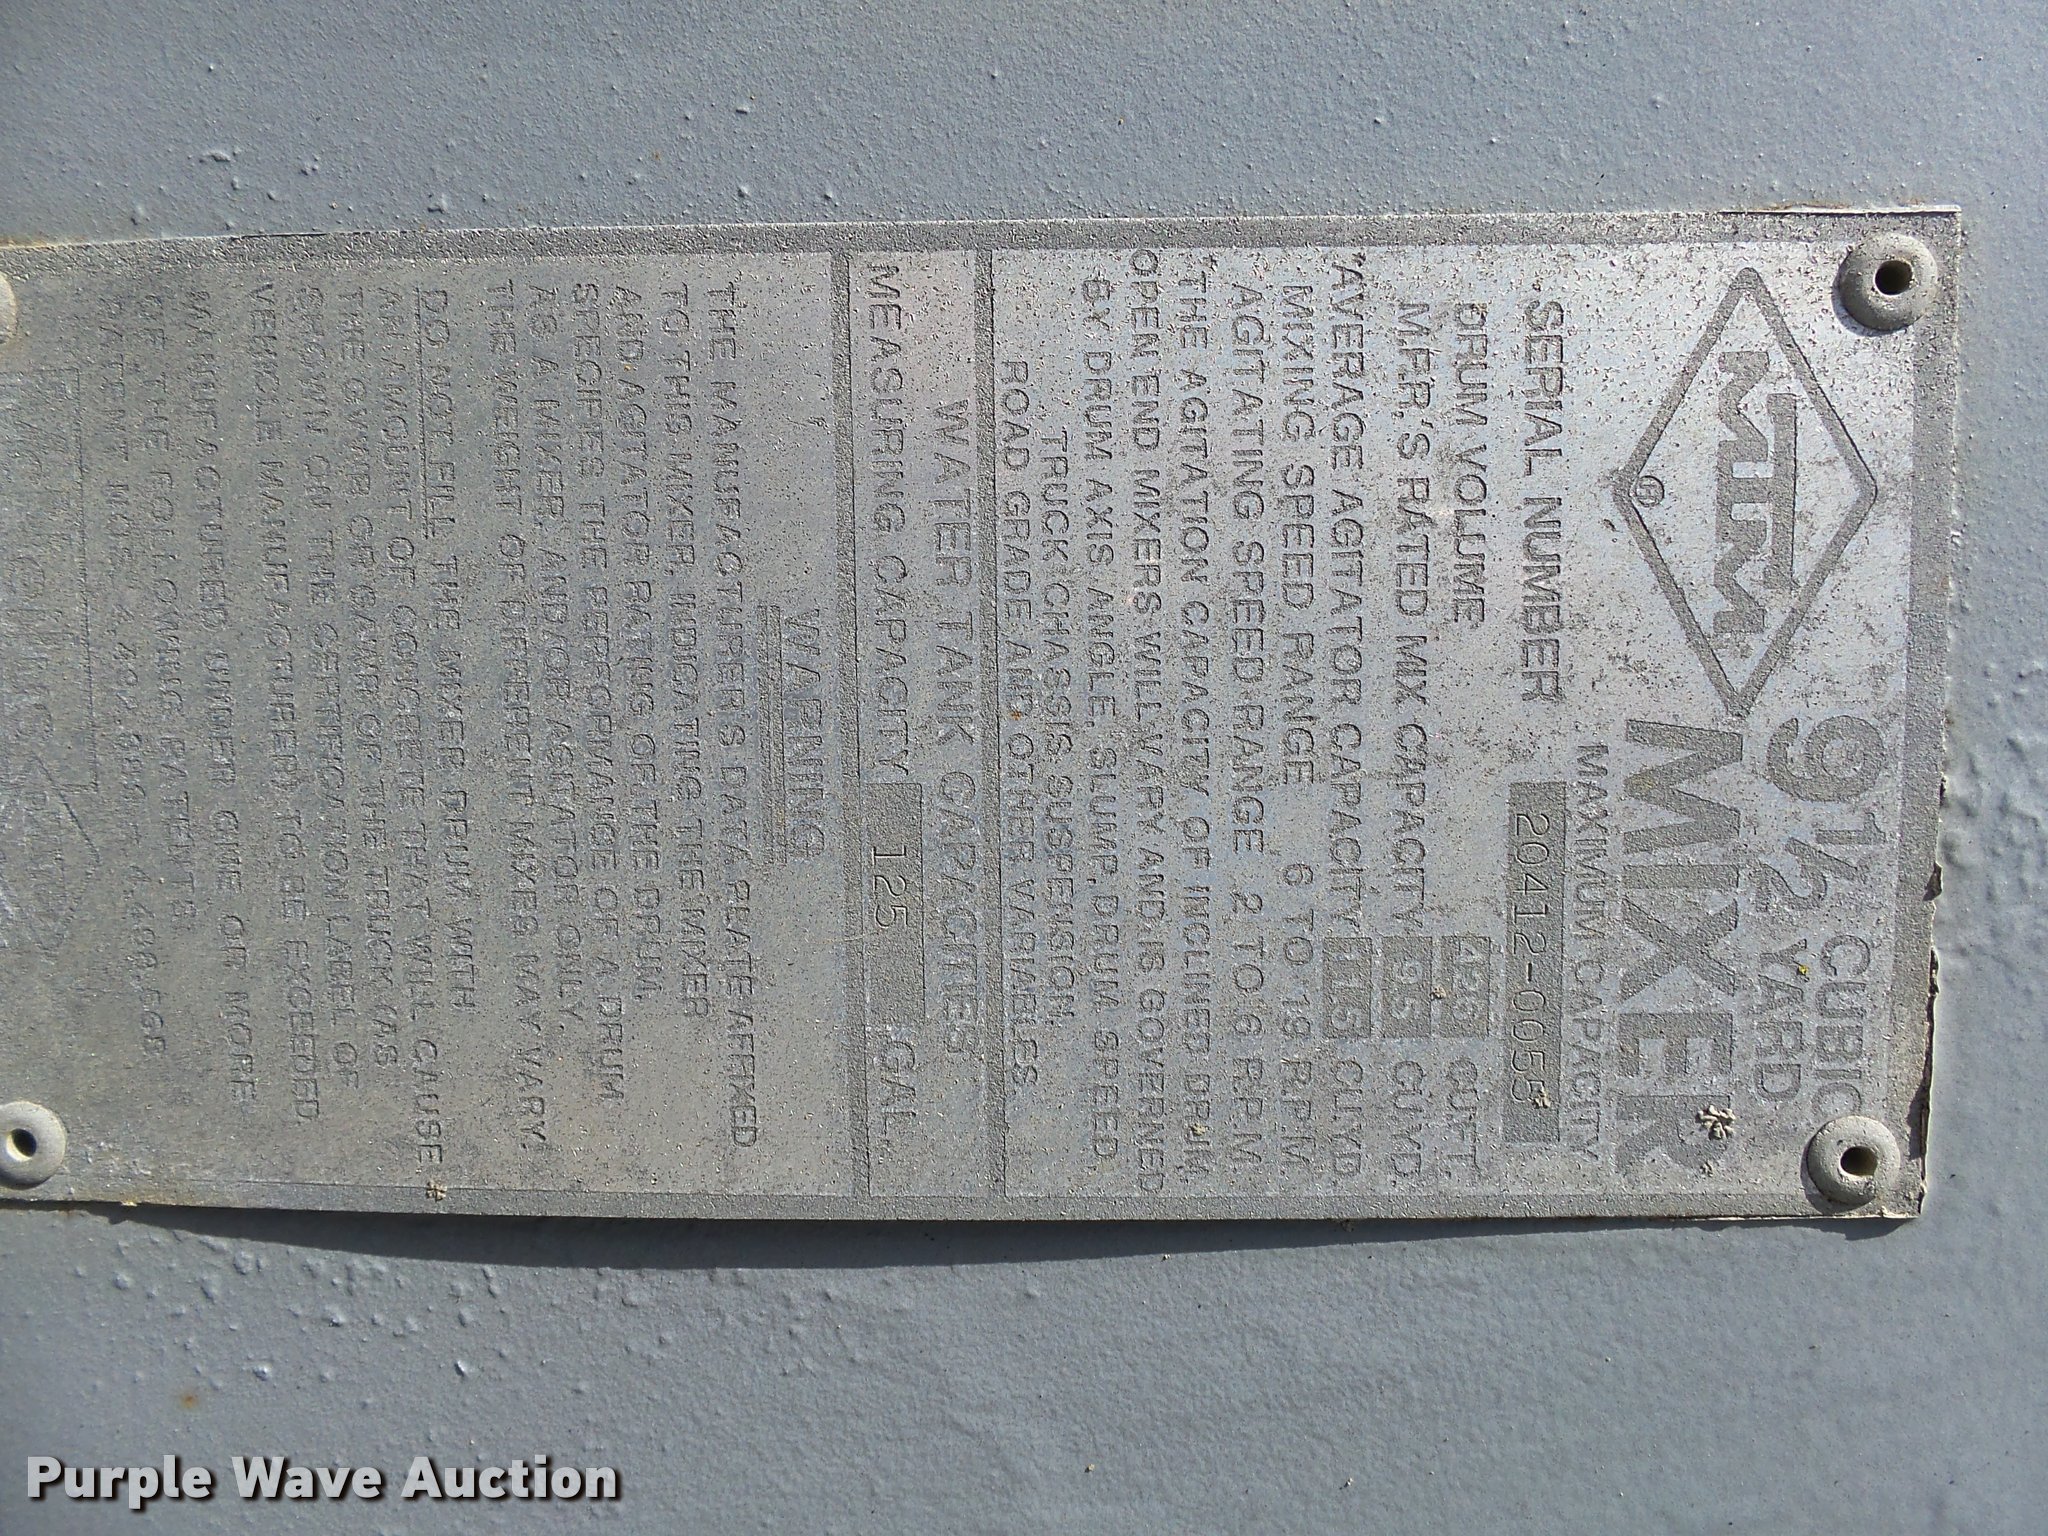 MTM
®
9 1/2 CUBIC YARD
MIXER
MAXIMUM CAPACITY
SERIAL NUMBER 20412-0055
DRUM VOLUME CU.FT.
M.F.R.'S RATED MIX CAPACITY 9.5 CU.YD.
*AVERAGE AGITATOR CAPACITY CU.YD.
MIXING SPEED RANGE 6 TO 18 R.P.M
AGITATING SPEED RANGE 2 TO 6 R.P.M
*THE AGITATION CAPACITY OF INCLINED DRUM
OPEN END MIXERS WILL VARY AND IS GOVERNED
BY DRUM AXIS ANGLE, SLUMP, DRUM SPEED
TRUCK CHASSIS SUSPENSION,
ROAD GRADE AND OTHER VARIABLES
WATER TANK CAPACITIES
MEASURING CAPACITY 125 GAL.
WARNING
THE MANUFACTURER'S DATA PLATE AFFIXED
TO THIS MIXER, INDICATING THE MIXER
AND AGITATOR RATING OF THE DRUM,
SPECIFIES THE PERFORMANCE OF A DRUM
AS A MIXER AND/OR AGITATOR ONLY.
THE WEIGHT OF DIFFERENT MIXES MAY VARY.
DO NOT FILL THE MIXER DRUM WITH
AN AMOUNT OF CONCRETE THAT WILL CAUSE
THE GVWR OR GAWR OF THE TRUCK (AS
SHOWN ON THE CERTIFICATION LABEL OF
VEHICLE MANUFACTURER) TO BE EXCEEDED
MANUFACTURED UNDER ONE OR MORE
OF THE FOLLOWING PATENTS
PATENT NOS.
Purple Wave Auction